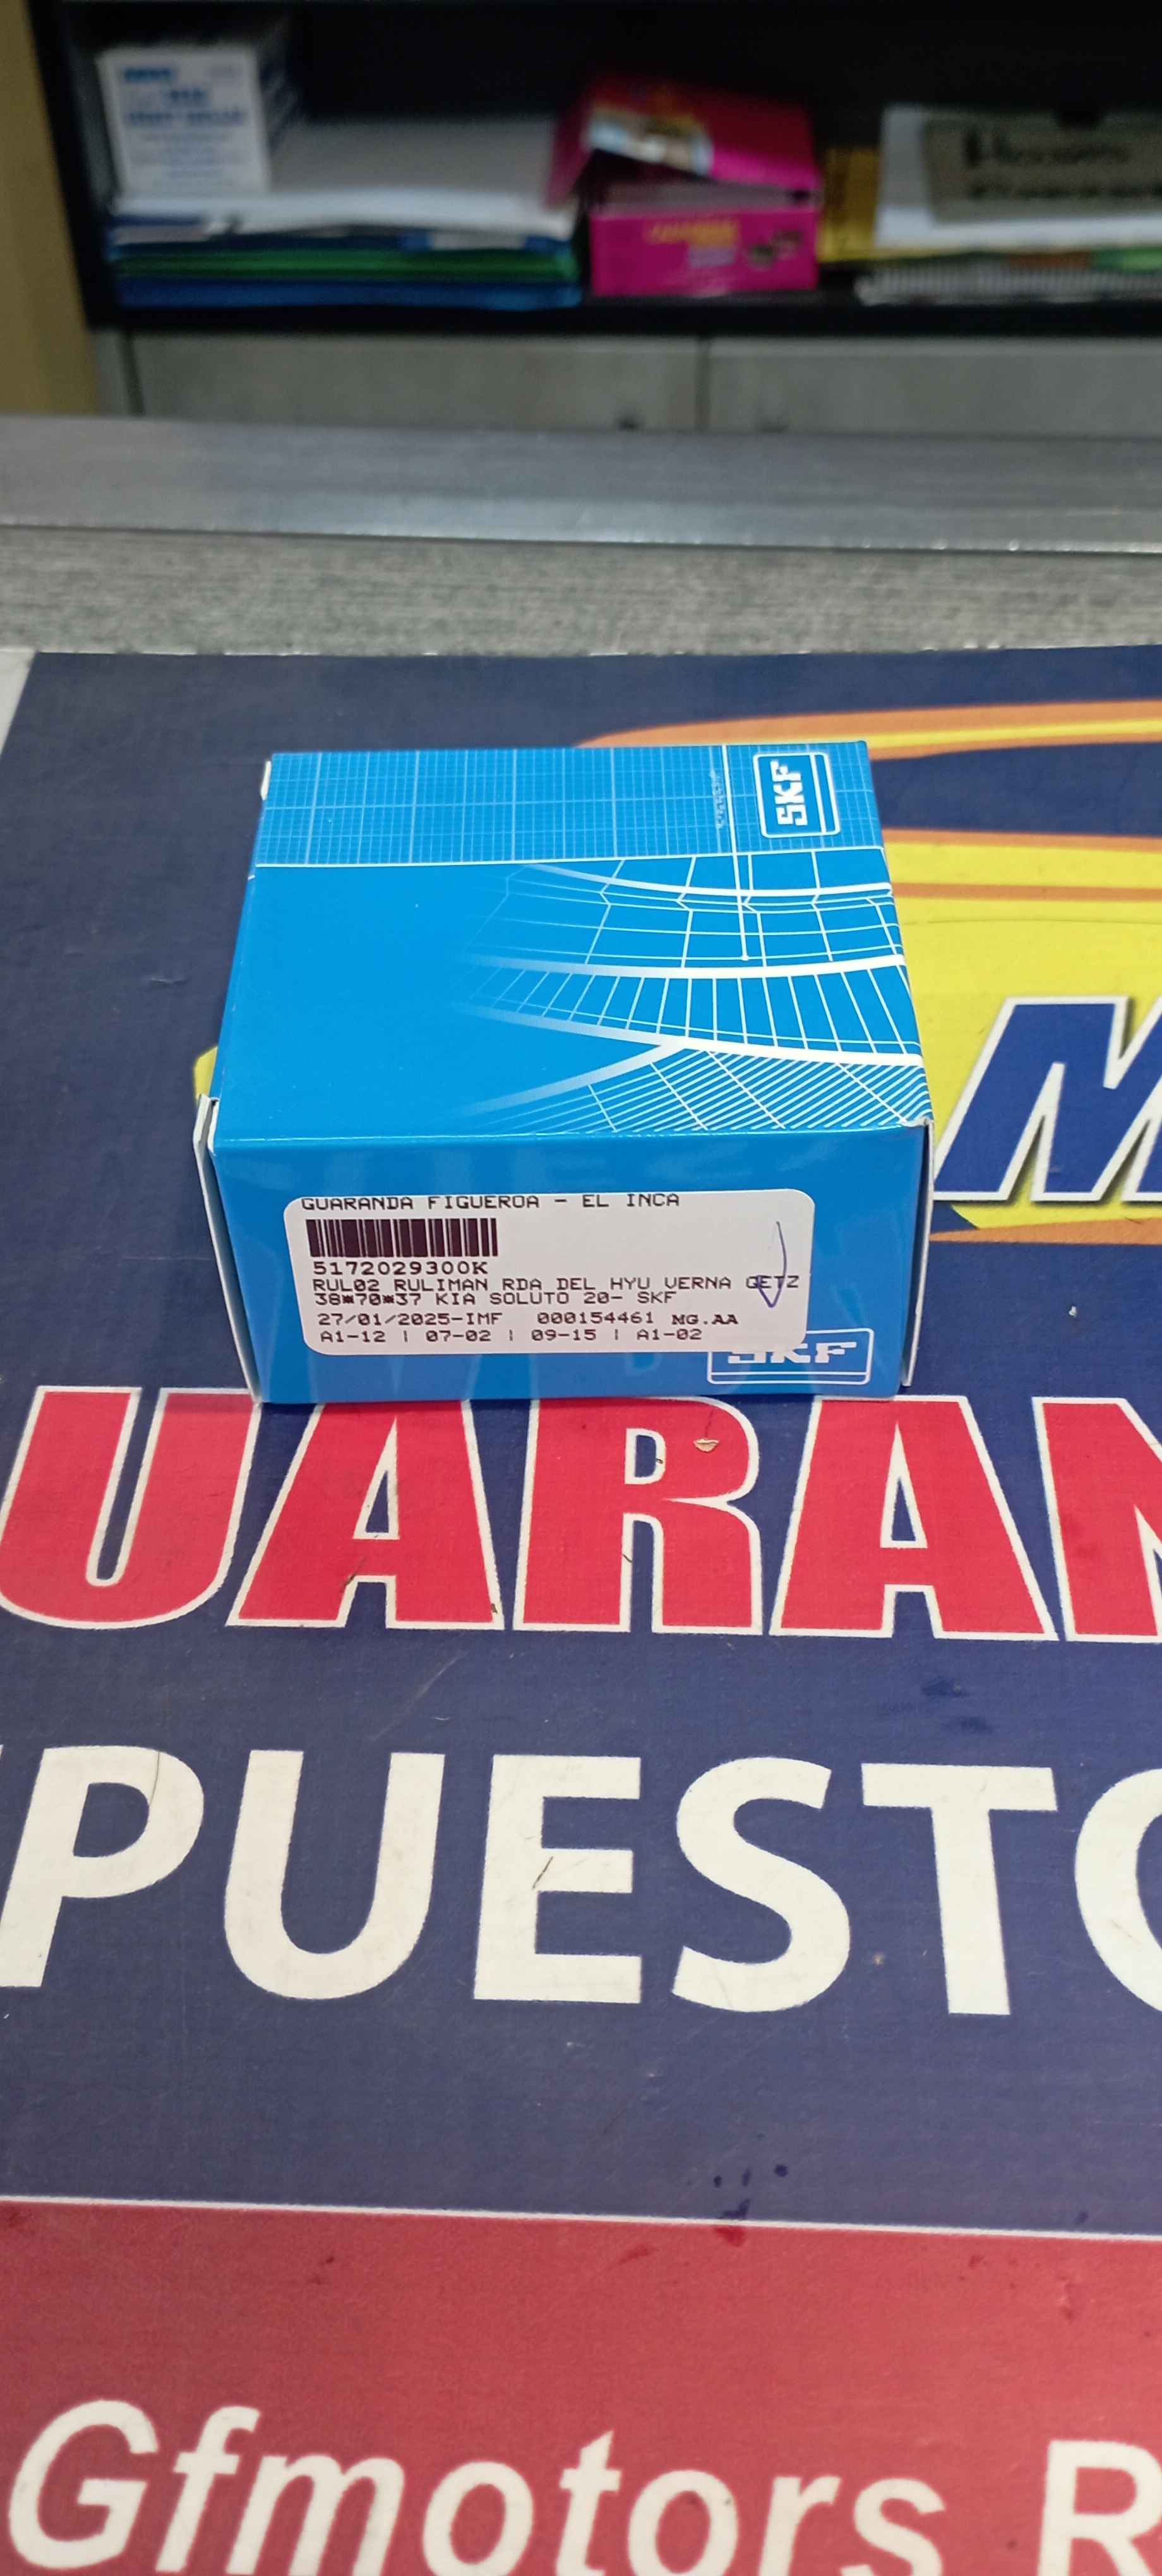 SKF
GUARANDA FIGUEROA - EL INCA
5172029300K
RUL02 RULIMAN RDA DEL HYU VERNA GETZ
38*70*37 KIA SOLUTO 20- SKF
27/01/2025-IMF 000154461 MG.AA
A1-12 | 07-02 | 09-15 | A1-02
SKF
M
UARAN
PUESTO
Gfmotors R